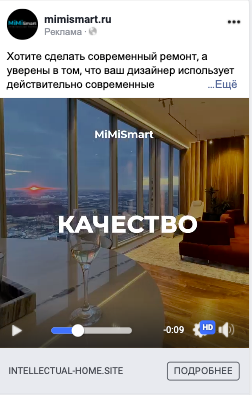 mimismart.ru
Реклама ·
Хотите сделать современный ремонт, а
уверены в том, что ваш дизайнер использует
действительно современные ...Ещё
MiMiSmart
КАЧЕСТВО
-0:09
HD
INTELLECTUAL-HOME.SITE
ПОДРОБНЕЕ